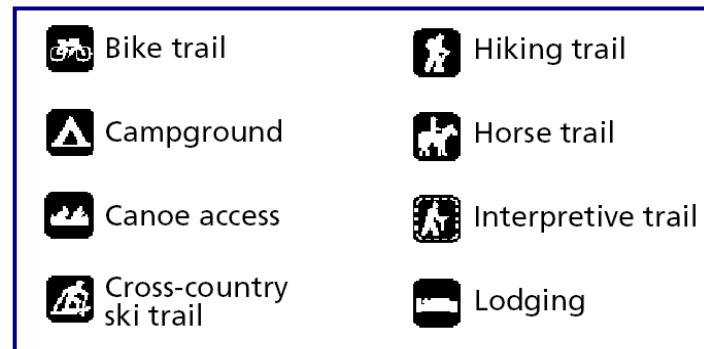 Bike trail
Campground
Canoe access
Cross-country
ski trail
Hiking trail
Horse trail
Interpretive trail
Lodging